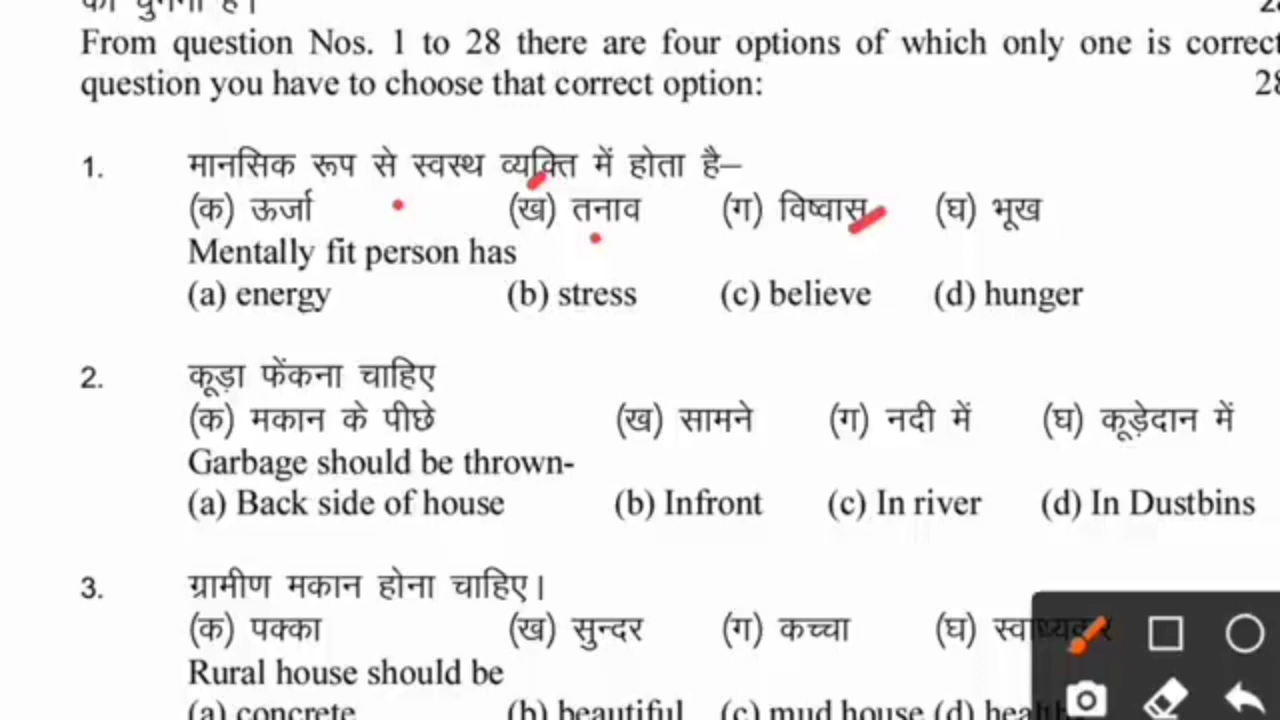 को चुनना है।
From question Nos. 1 to 28 there are four options of which only one is correct
question you have to choose that correct option: 28
1. मानसिक रूप से स्वस्थ व्यक्ति में होता है–
(क) ऊर्जा (ख) तनाव (ग) विष्वास (घ) भूख
Mentally fit person has
(a) energy (b) stress (c) believe (d) hunger
2. कूड़ा फेंकना चाहिए
(क) मकान के पीछे (ख) सामने (ग) नदी में (घ) कूड़ेदान में
Garbage should be thrown-
(a) Back side of house (b) Infront (c) In river (d) In Dustbins
3. ग्रामीण मकान होना चाहिए।
(क) पक्का (ख) सुन्दर (ग) कच्चा (घ)
Rural house should be
(a) concrete (b) beautiful (c) mud house (d)